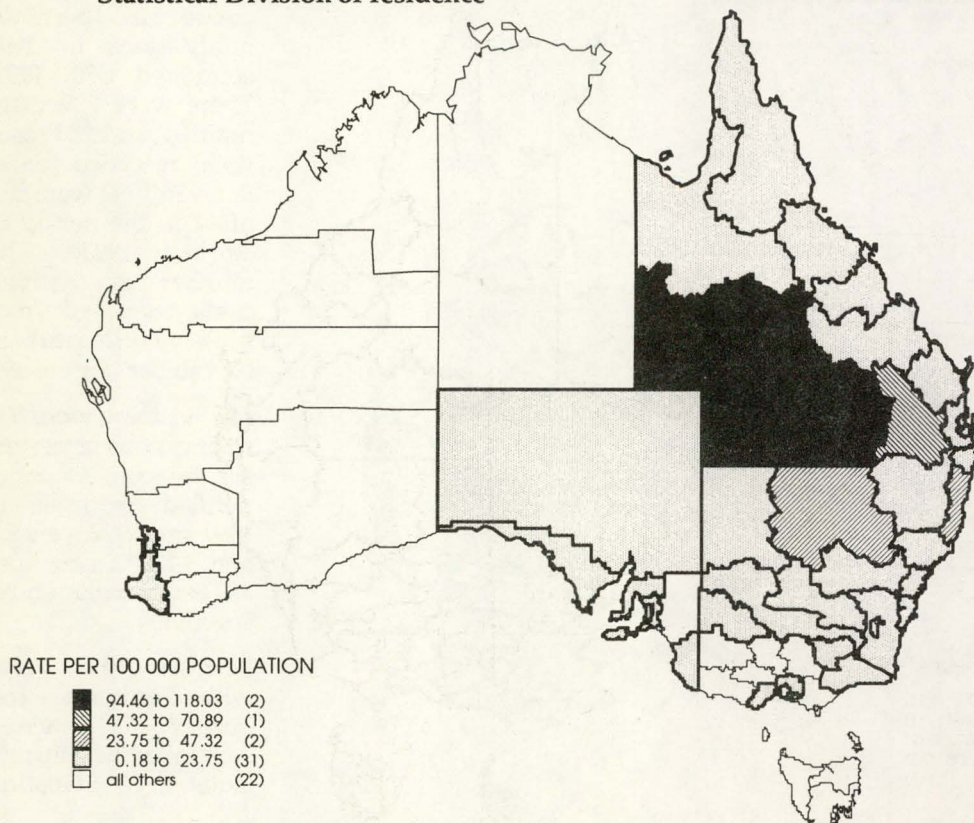 Statistical Division of residence
RATE PER 100 000 POPULATION
94.46 to 118.03 (2)
47.32 to 70.89 (1)
23.75 to 47.32 (2)
0.18 to 23.75 (31)
all others (22)